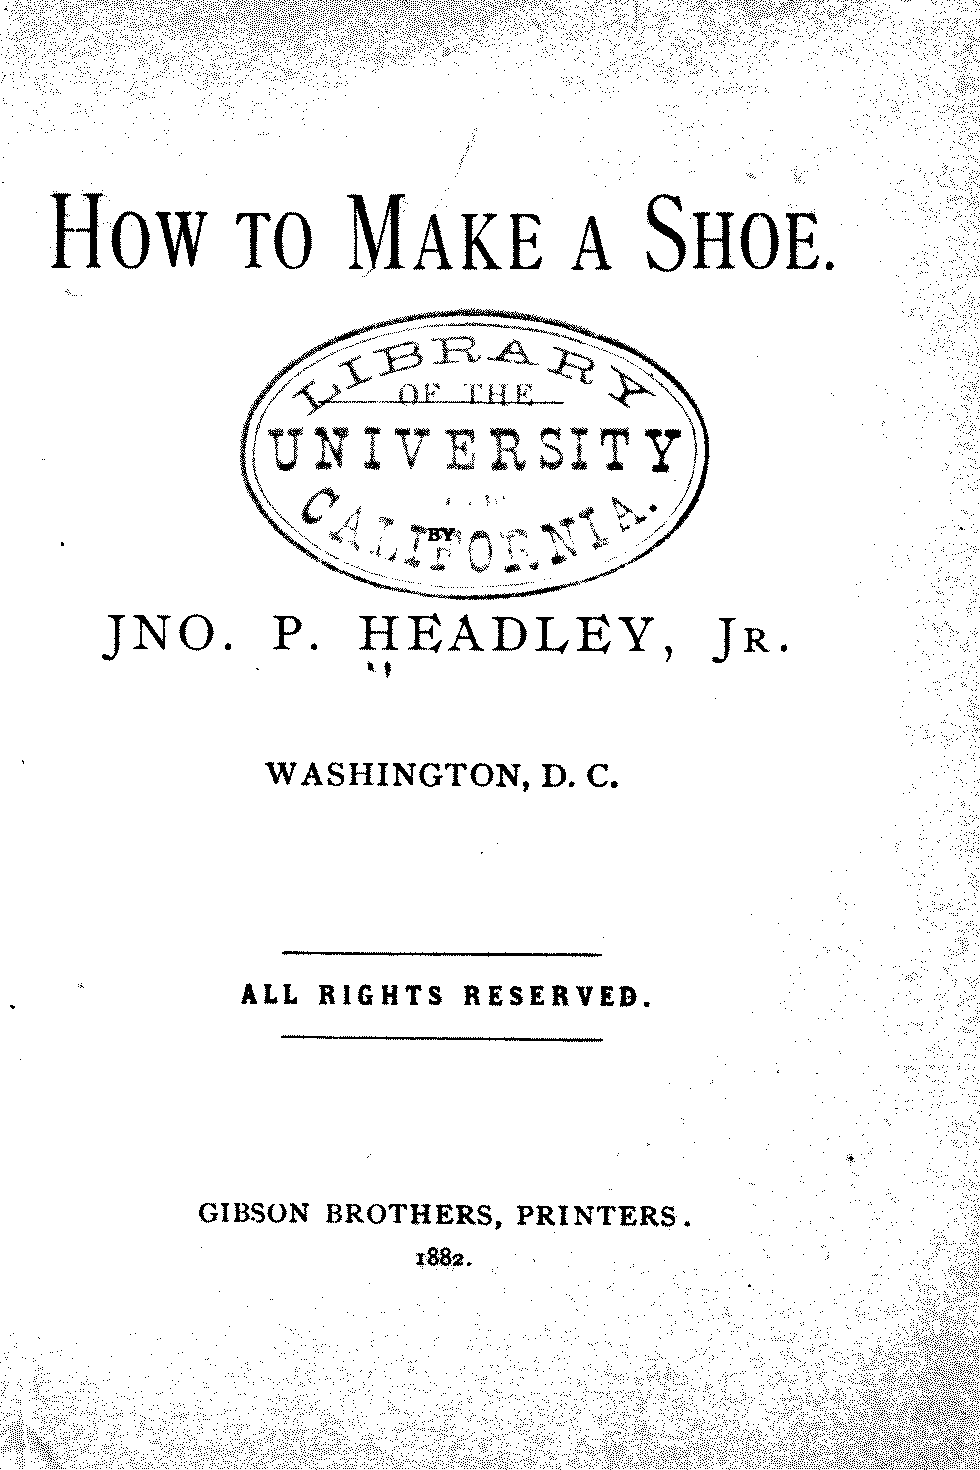 HOW TO MAKE A SHOE.
LIBRARY
OF THE
UNIVERSITY
CALIFORNIA.
BY
JNO. P. HEADLEY, JR.
WASHINGTON, D. C.
ALL RIGHTS RESERVED.
GIBSON BROTHERS, PRINTERS.
1882.